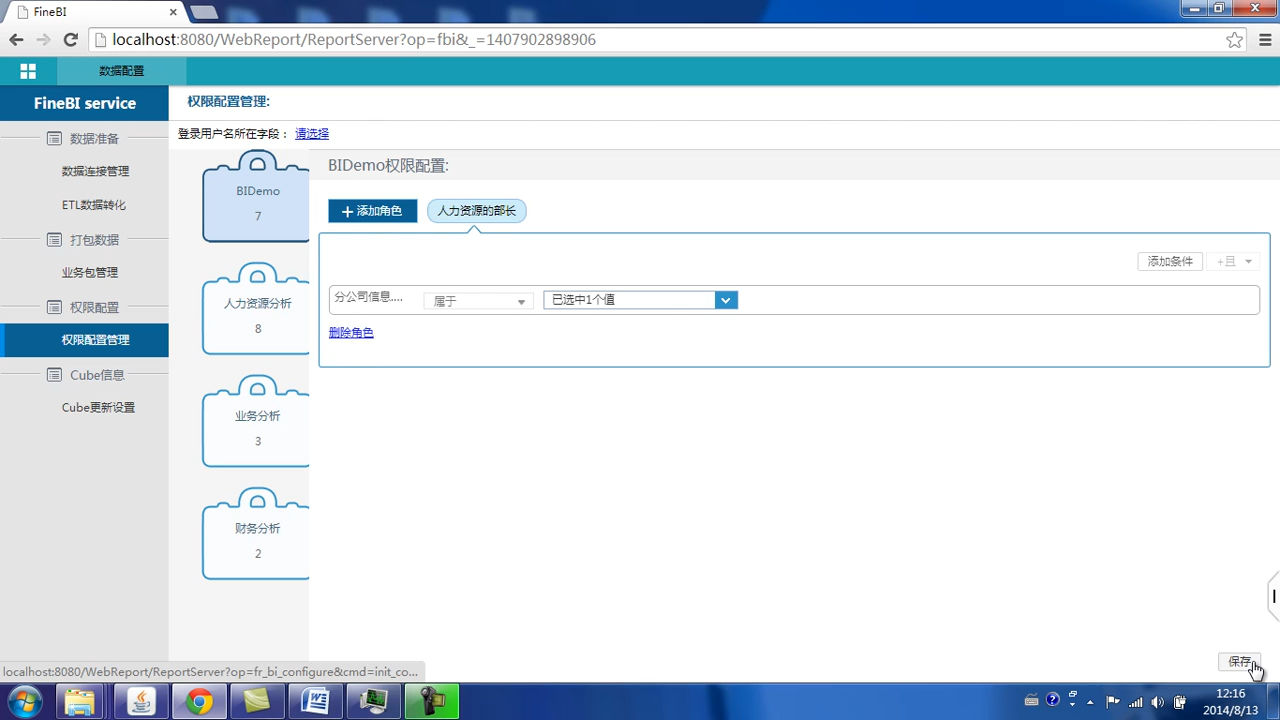 FineBI
localhost:8080/WebReport/ReportServer?op=fbi&_=1407902898906
数据配置
FineBI service
权限配置管理:
数据准备
登录用户名所在字段： 请选择
数据连接管理
ETL数据转化
打包数据
业务包管理
权限配置
权限配置管理
Cube信息
Cube更新设置
BIDemo
7
人力资源分析
8
业务分析
3
财务分析
2
BIDemo权限配置:
添加角色
人力资源的部长
添加条件
+且
分公司信息....
属于
已选中1个值
删除角色
保存
localhost:8080/WebReport/ReportServer?op=fr_bi_configure&cmd=init_co...
12:16
2014/8/13